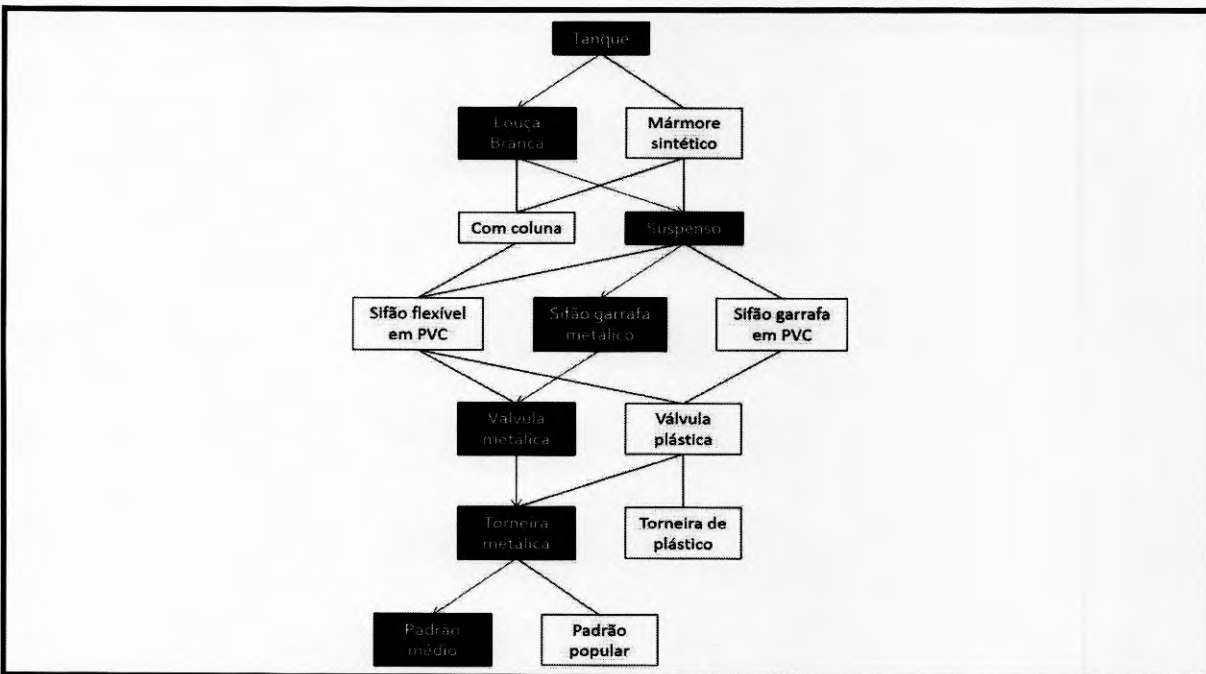 Tanque
Louça
Branca
Mármore
sintético
Com coluna
Suspenso
Sifão flexível
em PVC
Sifão garrafa
metálico
Sifão garrafa
em PVC
Válvula
metálica
Válvula
plástica
Torneira
metálica
Torneira de
plástico
Padrão
médio
Padrão
popular